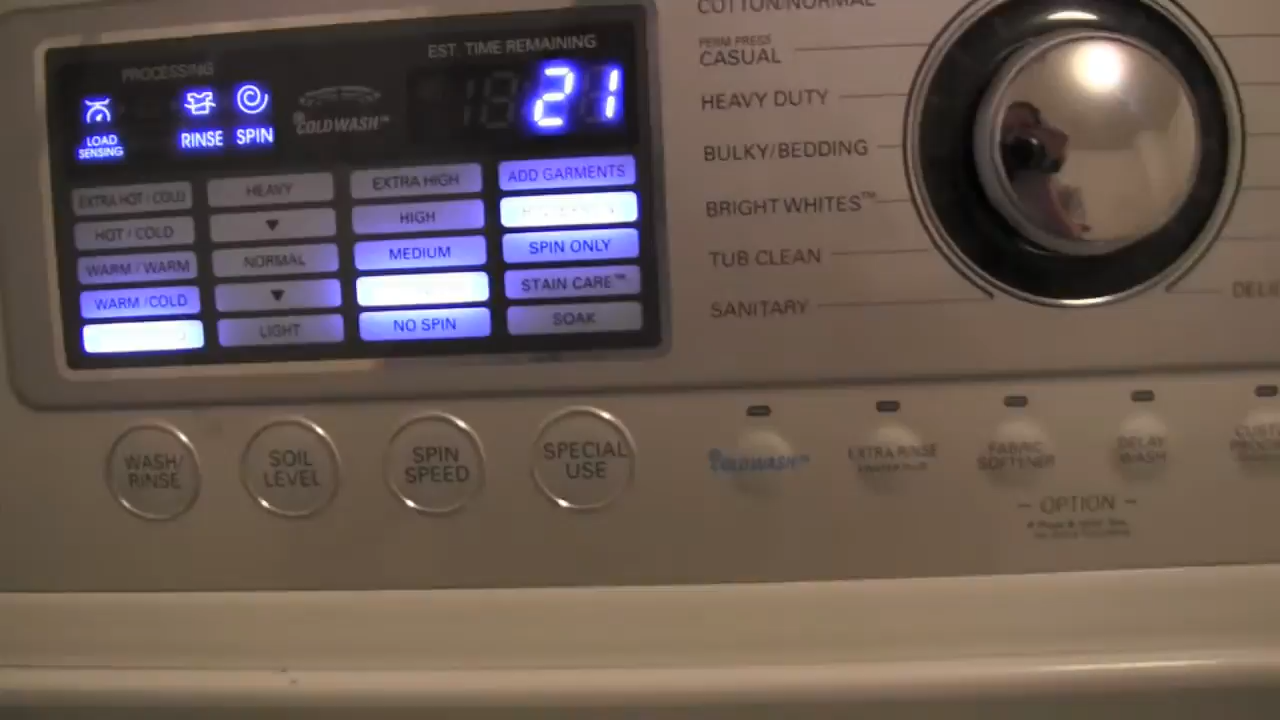 PROCESSING
EST. TIME REMAINING
21
LOAD
SENSING
RINSE SPIN
COLDWASH™
EXTRA HOT / COLD
HOT / COLD
WARM / WARM
WARM / COLD
HEAVY
NORMAL
LIGHT
EXTRA HIGH
HIGH
MEDIUM
NO SPIN
ADD GARMENTS
SPIN ONLY
STAIN CARE™
SOAK
COTTON/NORMAL
PERM PRESS
CASUAL
HEAVY DUTY
BULKY/BEDDING
BRIGHT WHITES™
TUB CLEAN
SANITARY
WASH/
RINSE
SOIL
LEVEL
SPIN
SPEED
SPECIAL
USE
COLDWASH™
EXTRA RINSE
FABRIC
SOFTENER
DELAY
WASH
- OPTION -